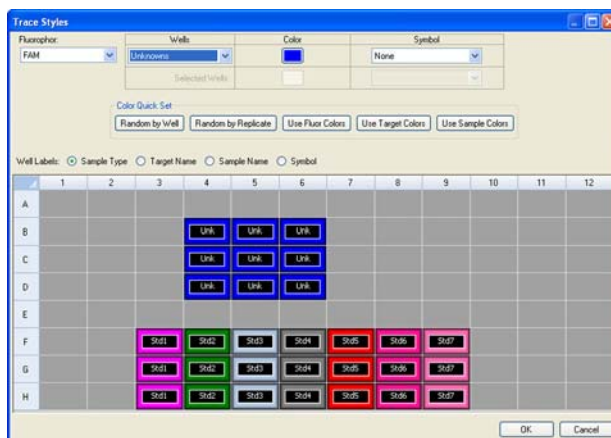 Trace Styles
Fluorophor:
FAM
Wells Color Symbol
Unknowns None
Selected Wells
Color Quick Set
Random by Well Random by Replicate Use Fluor Colors Use Target Colors Use Sample Colors
Well Labels: Sample Type Target Name Sample Name Symbol
1 2 3 4 5 6 7 8 9 10 11 12
A
B Unk Unk Unk
C Unk Unk Unk
D Unk Unk Unk
E
F Std1 Std2 Std3 Std4 Std5 Std6 Std7
G Std1 Std2 Std3 Std4 Std5 Std6 Std7
H Std1 Std2 Std3 Std4 Std5 Std6 Std7
OK Cancel